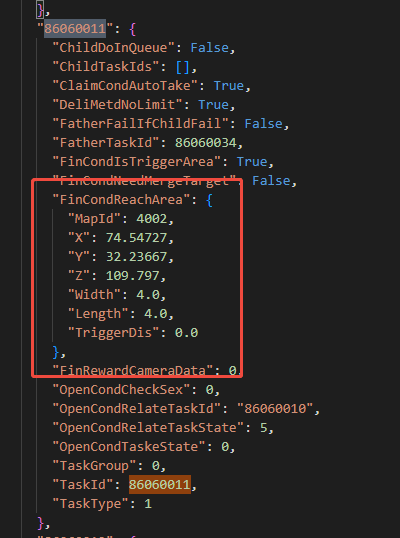 },
"86060011": {
"ChildDoInQueue": False,
"ChildTaskIds": [],
"ClaimCondAutoTake": True,
"DeliMetdNoLimit": True,
"FatherFailIfChildFail": False,
"FatherTaskId": 86060034,
"FinCondIsTriggerArea": True,
"FinCondNeedMergeTarget": False,
"FinCondReachArea": {
"MapId": 4002,
"X": 74.54727,
"Y": 32.23667,
"Z": 109.797,
"Width": 4.0,
"Length": 4.0,
"TriggerDis": 0.0
},
"FinRewardCameraData": 0,
"OpenCondCheckSex": 0,
"OpenCondRelateTaskId": "86060010",
"OpenCondRelateTaskState": 5,
"OpenCondTaskeState": 0,
"TaskGroup": 0,
"TaskId": 86060011,
"TaskType": 1
},